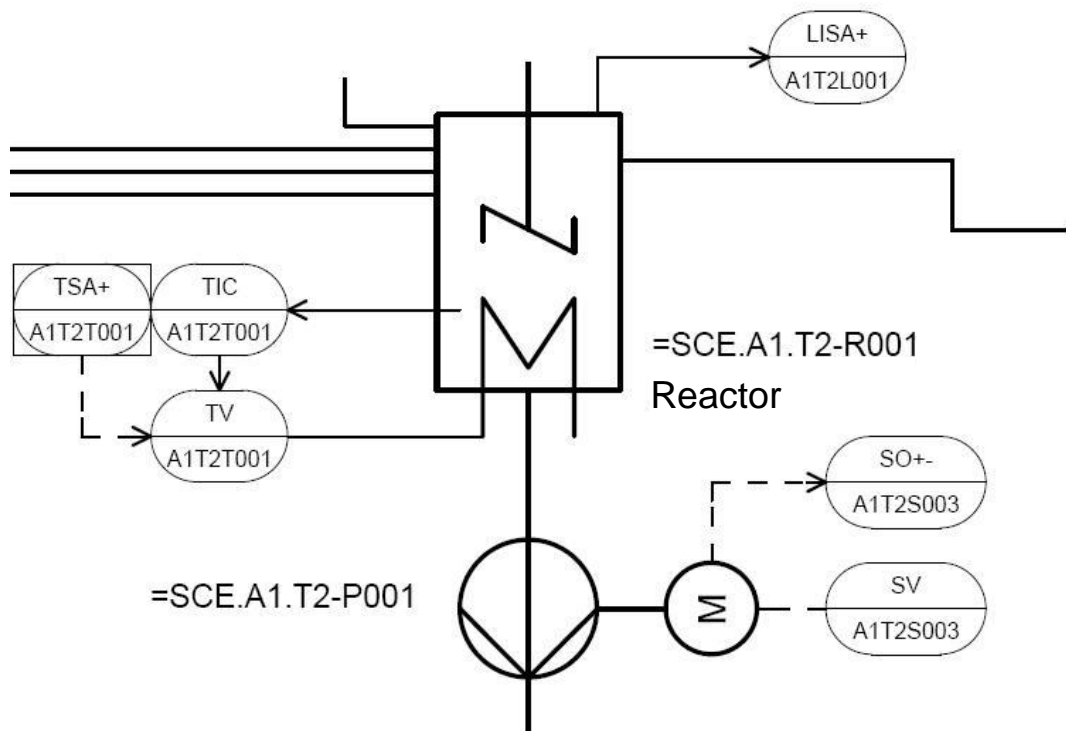 LISA+
A1T2L001
TSA+
A1T2T001
TIC
A1T2T001
=SCE.A1.T2-R001
Reactor
TV
A1T2T001
SO+-
A1T2S003
=SCE.A1.T2-P001
M
SV
A1T2S003